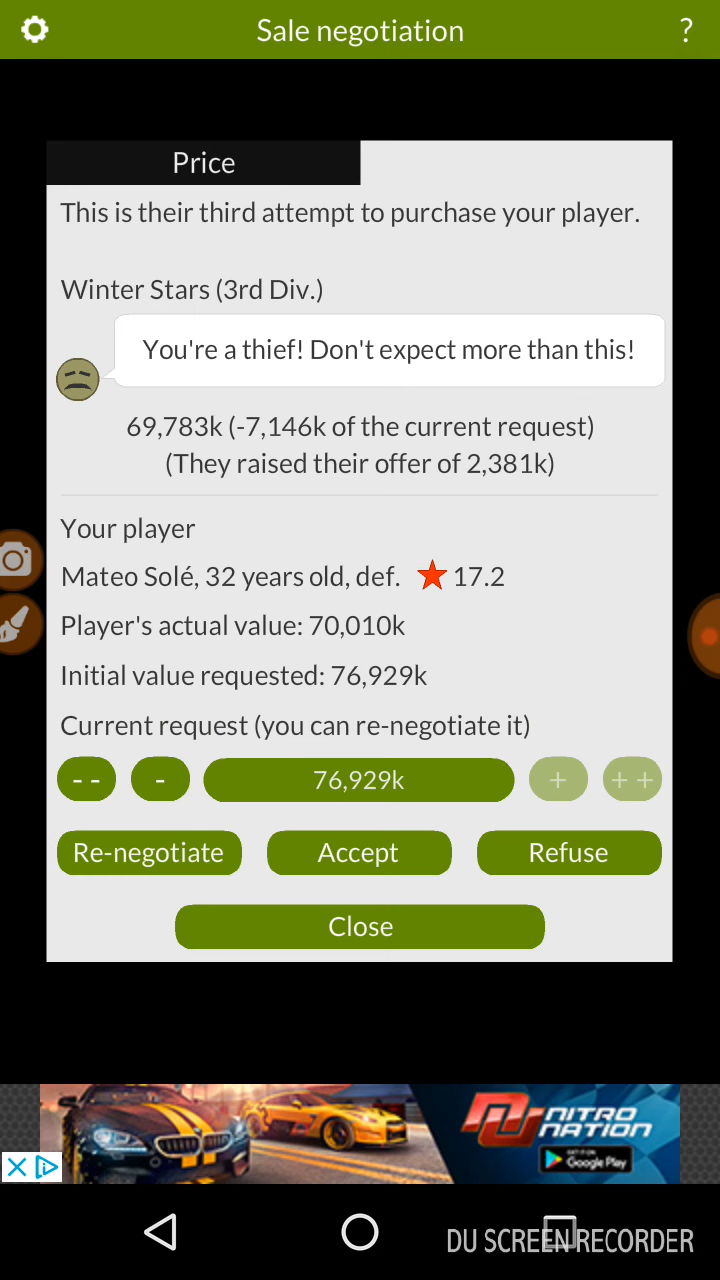 Sale negotiation
?
Price
This is their third attempt to purchase your player.
Winter Stars (3rd Div.)
You're a thief! Don't expect more than this!
69,783k (-7,146k of the current request)
(They raised their offer of 2,381k)
Your player
Mateo Solé, 32 years old, def. 17.2
Player's actual value: 70,010k
Initial value requested: 76,929k
Current request (you can re-negotiate it)
- - - 76,929k + + +
Re-negotiate Accept Refuse
Close
NITRO
NATION
GET IT ON
Google Play
DU SCREEN RECORDER